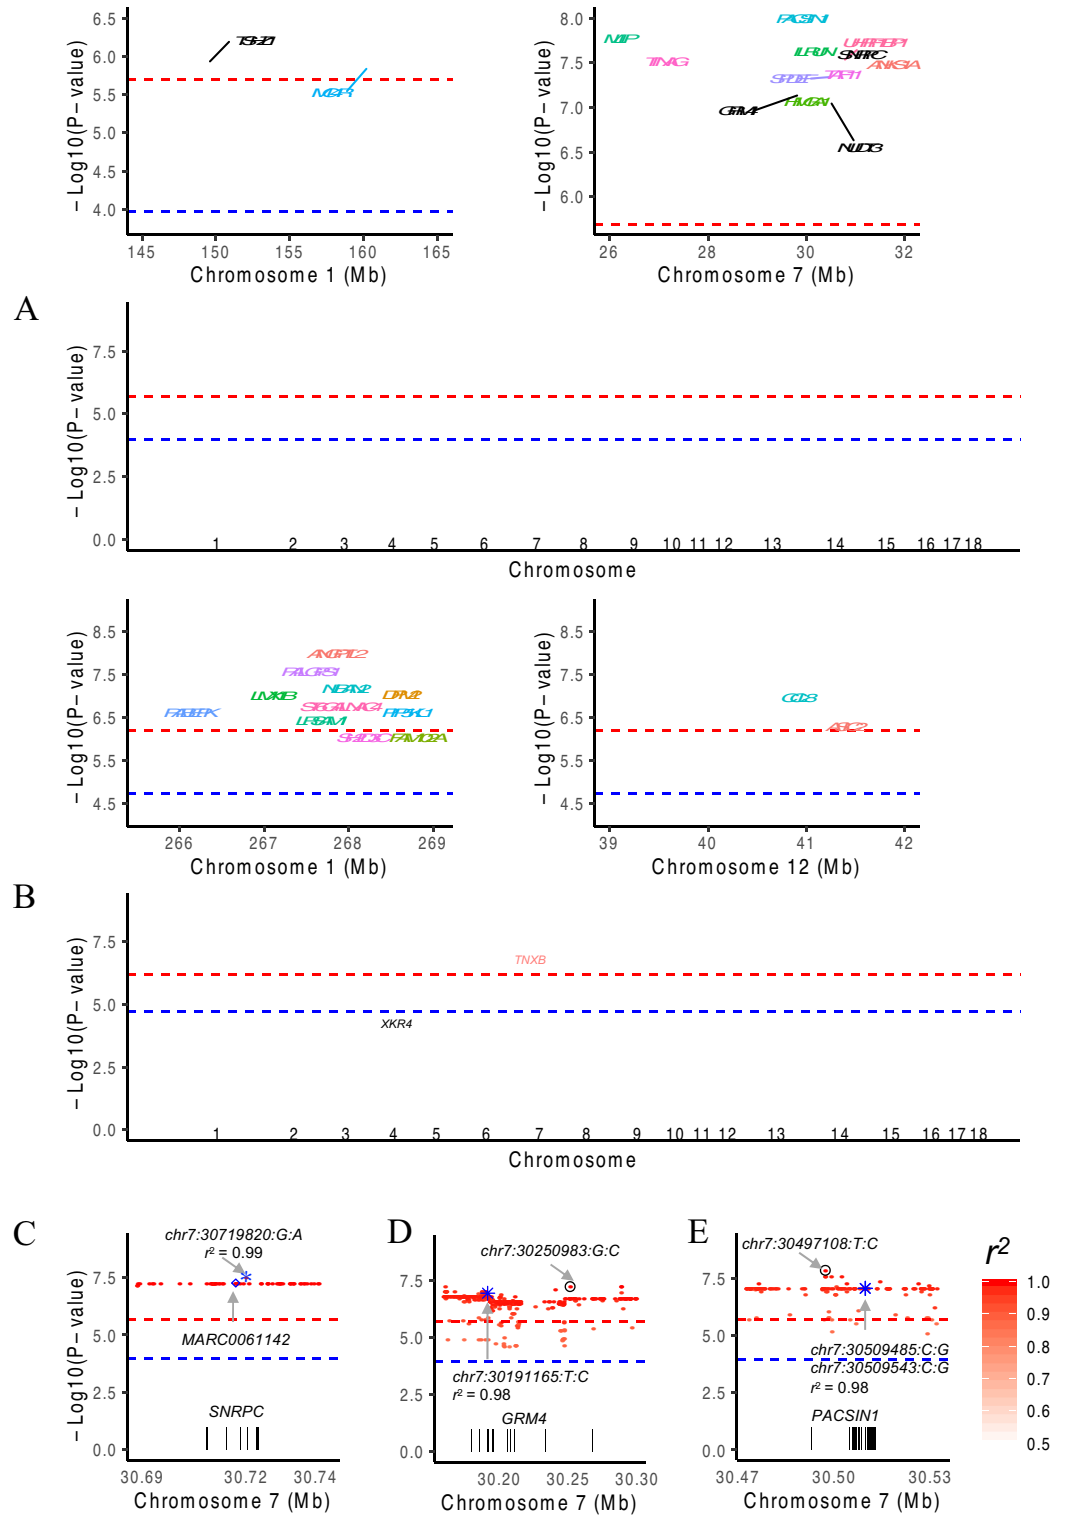 6.5
6.0
5.5
5.0
4.5
4.0
− Log10(P− value)
145 150 155 160 165
Chromosome 1 (Mb)
8.0
7.5
7.0
6.5
6.0
− Log10(P− value)
PACSIN1
ILRUN
SNRPC
ANKS1A
HMGA1
GRM4
NUDT3
26 28 30 32
Chromosome 7 (Mb)
A
7.5
5.0
2.5
0.0
− Log10(P− value)
1 2 3 4 5 6 7 8 9 10 11 12 13 14 15 16 17 18
Chromosome
8.5
7.5
6.5
5.5
4.5
− Log10(P− value)
ANGPTL2
RALGPS1
LMX1B
266 267 268 269
Chromosome 1 (Mb)
8.5
7.5
6.5
5.5
4.5
− Log10(P− value)
39 40 41 42
Chromosome 12 (Mb)
B
7.5
5.0
2.5
0.0
− Log10(P− value)
TNXB
XKR4
1 2 3 4 5 6 7 8 9 10 11 12 13 14 15 16 17 18
Chromosome
C
chr7:30719820:G:A
r² = 0.99
7.5
5.0
2.5
0.0
− Log10(P− value)
MARC0061142
SNRPC
30.69 30.72 30.74
Chromosome 7 (Mb)
D
chr7:30250983:G:C
7.5
5.0
2.5
0.0
chr7:30191165:T:C
r² = 0.98
GRM4
30.20 30.25 30.30
Chromosome 7 (Mb)
E
chr7:30497108:T:C
7.5
5.0
2.5
0.0
chr7:30509485:C:G
chr7:30509543:C:G
r² = 0.98
PACSIN1
30.47 30.50 30.53
Chromosome 7 (Mb)
r²
1.0
0.9
0.8
0.7
0.6
0.5